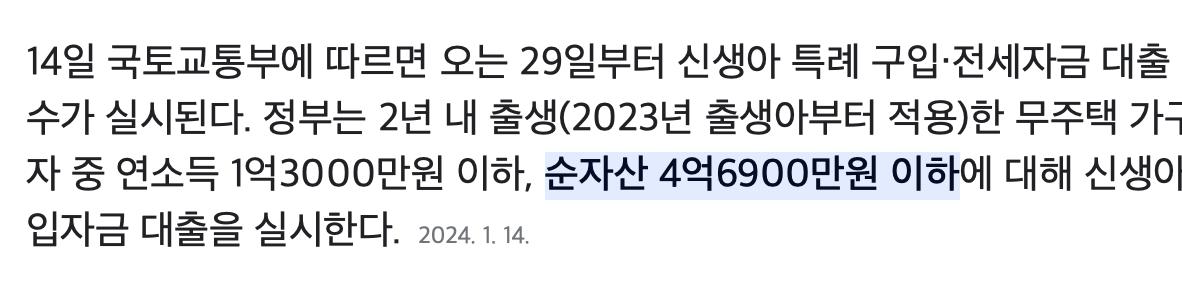 14일 국토교통부에 따르면 오는 29일부터 신생아 특례 구입·전세자금 대출
수가 실시된다. 정부는 2년 내 출생(2023년 출생아부터 적용)한 무주택 가구
자 중 연소득 1억3000만원 이하, 순자산 4억6900만원 이하에 대해 신생아
입자금 대출을 실시한다. 2024. 1. 14.